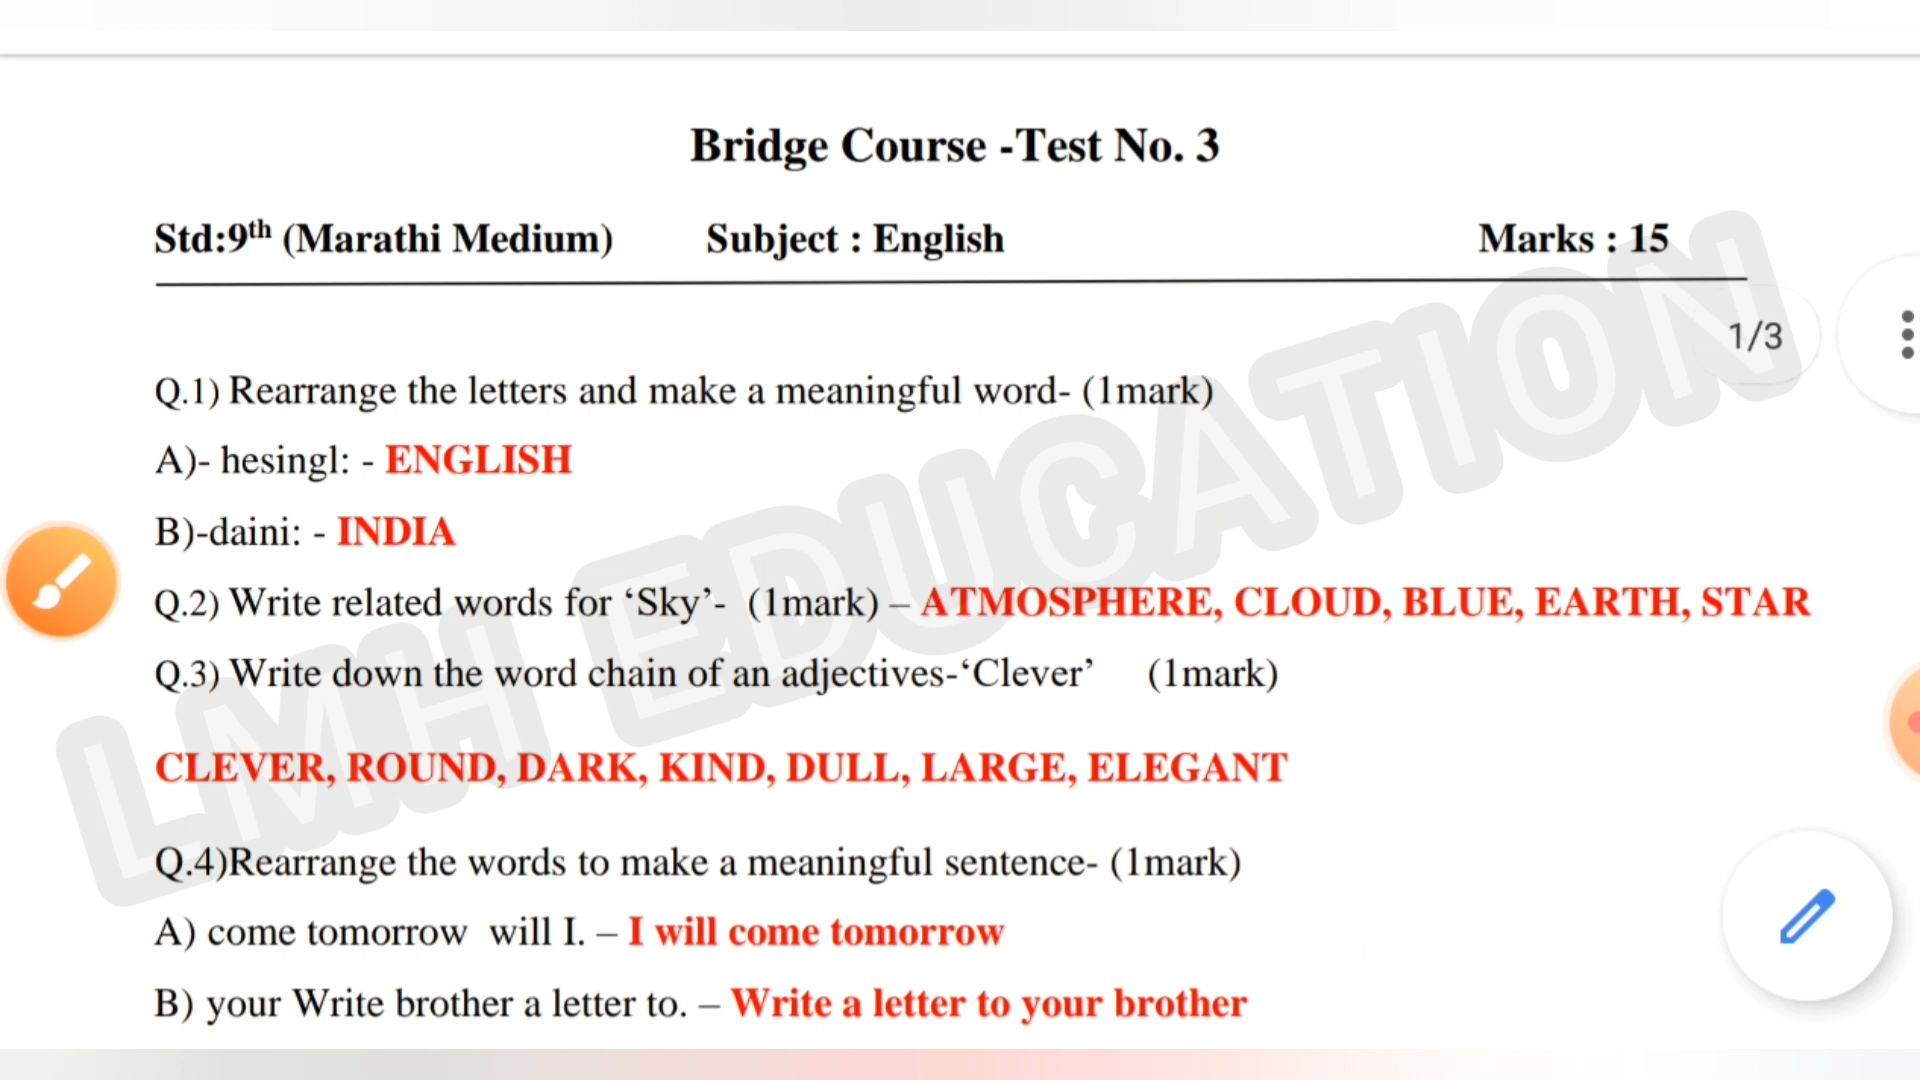 Bridge Course -Test No. 3
Std:9th (Marathi Medium) Subject : English Marks : 15
1/3
Q.1) Rearrange the letters and make a meaningful word- (1mark)
A)- hesingl: - ENGLISH
B)-daini: - INDIA
Q.2) Write related words for ‘Sky’- (1mark) – ATMOSPHERE, CLOUD, BLUE, EARTH, STAR
Q.3) Write down the word chain of an adjectives-‘Clever’ (1mark)
CLEVER, ROUND, DARK, KIND, DULL, LARGE, ELEGANT
Q.4)Rearrange the words to make a meaningful sentence- (1mark)
A) come tomorrow will I. – I will come tomorrow
B) your Write brother a letter to. – Write a letter to your brother
LMH EDUCATION